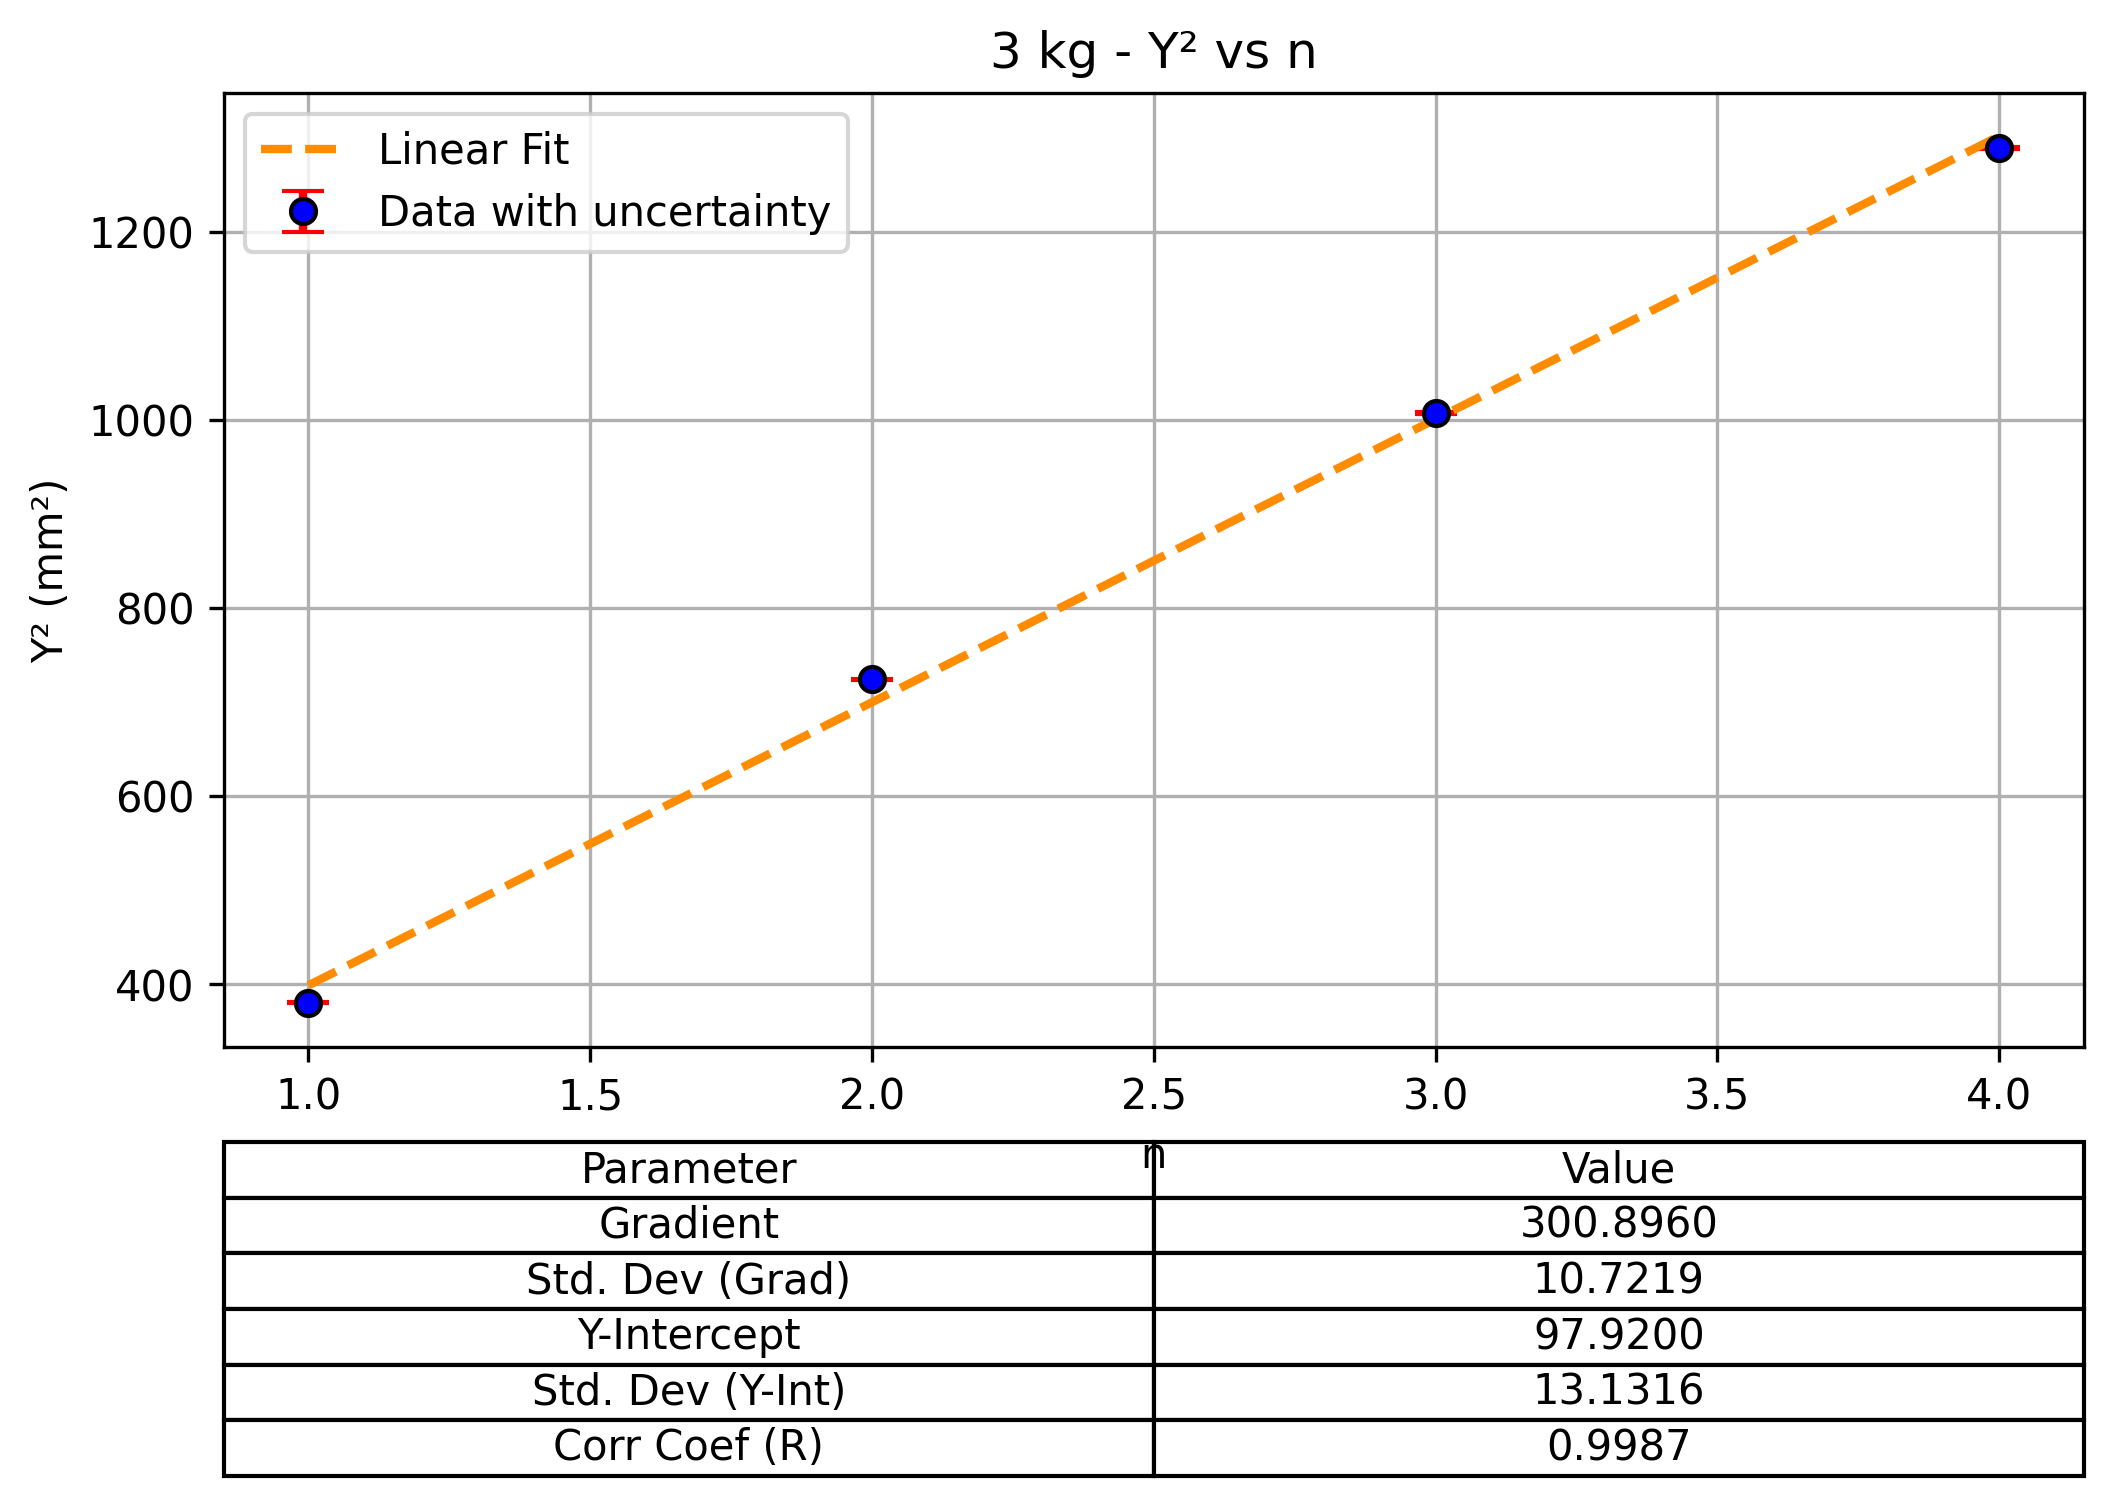 3 kg - Y² vs n
Linear Fit
Data with uncertainty
Y² (mm²)
1200
1000
800
600
400
1.0 1.5 2.0 2.5 3.0 3.5 4.0
n
Parameter Value
Gradient 300.8960
Std. Dev (Grad) 10.7219
Y-Intercept 97.9200
Std. Dev (Y-Int) 13.1316
Corr Coef (R) 0.9987